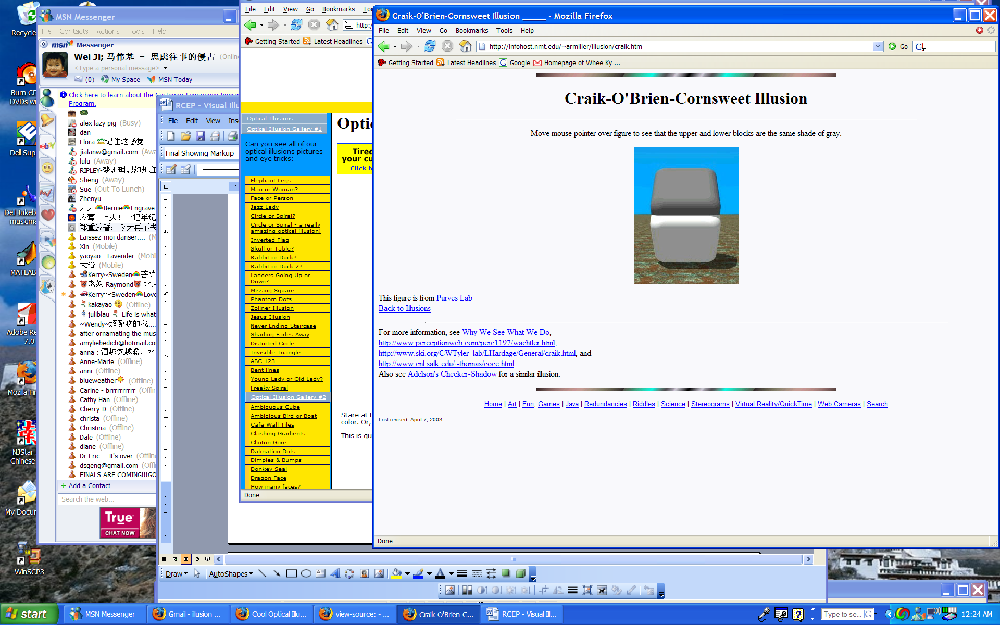 Recycle
Burn CD
DVDs wi
Dell Sup
Dell Jukeb
musicma
MATLAB
Adobe Re
7.0
Mozilla Fir
NJStar
Chinese
My Docum
WinSCP3
MSN Messenger
File Contacts Actions Tools Help
msn Messenger
Wei Ji; 马伟基 - 思虑往事的侵占 (Online
<Type a personal message>
(0) My Space MSN Today
Click here to learn about the Customer Experience Impro
Program.
alex lazy pig (Busy)
dan
Flora 记住这感觉
jialanw@gmail.com (Awa
lulu (Away)
RIPLEY-梦想理想幻想狂
Sheng (Away)
Sue (Out To Lunch)
Zhenyu
大大Bernie Engrave
应莺—上火！一把年纪
郑重发誓：今天再不去
Laissez-moi danser.... (M
Xin (Mobile)
yaoyao - Lavender (Mobi
大冶 (Mobile)
Kerry~Sweden 菩萨
老妖 Raymond 北风
Kerry～Sweden Love
kakayao (Offline)
juliblau Life is what
~Wendy~超愛吃的我....
after ornamating the mus
amyliebedich@hotmail.co
anna : 酒越饮越暖, 水
Anne-Marie (Offline)
anni (Offline)
blueweather (Offline)
Carine - brrrrrrrrrr (Offlin
Cathy Han (Offline)
Cherry-D (Offline)
christa (Offline)
Christina (Offline)
Dale (Offline)
diane (Offline)
Dr Eric -- It's over (Offlin
dsgeng@gmail.com (Offl
FINALS ARE COMING!!!GO
Add a Contact
Search the web...
True
CHAT NOW
RCEP - Visual Illu
File Edit View Inse
Final Showing Markup
5
6
7
8
Draw AutoShapes
File Edit View Go Bookmarks Too
http:/
Getting Started Latest Headlines
Optical Illusions
Optical Illusion Gallery #1
Can you see all of our
optical illusions pictures
and eye tricks:
Elephant Legs
Man or Woman?
Face or Person
Jazz Lady
Circle or Spiral?
Circle or Spiral - a really
amazing optical illusion!
Inverted Flag
Skull or Table?
Rabbit or Duck?
Rabbit or Duck 2?
Ladders Going Up or
Down?
Missing Square
Phantom Dots
Zollner Illusion
Jesus Illusion
Never Ending Staircase
Shading Fades Away
Distorted Circle
Invisible Triangle
ABC 123
Bent lines
Young Lady or Old Lady?
Freaky Spiral
Optical Illusion Gallery #2
Ambiguous Cube
Ambigious Bird or Boat
Cafe Wall Tiles
Clashing Gradients
Clinton Gore
Dalmation Dots
Dimples & Bumps
Donkey Seal
Dragon Face
How many faces?
Optic
Tired
your cu
Click h
Stare at t
color. Or,
This is qu
Done
Craik-O'Brien-Cornsweet Illusion _____ - Mozilla Firefox
File Edit View Go Bookmarks Tools Help
http://infohost.nmt.edu/~armiller/illusion/craik.htm
Go
Getting Started Latest Headlines Google Homepage of Whee Ky ...
Craik-O'Brien-Cornsweet Illusion
Move mouse pointer over figure to see that the upper and lower blocks are the same shade of gray.
This figure is from Purves Lab
Back to Illusions
For more information, see Why We See What We Do,
http://www.perceptionweb.com/perc1197/wachtler.html,
http://www.ski.org/CWTyler_lab/LHardage/General/craik.html, and
http://www.cnl.salk.edu/~thomas/coce.html.
Also see Adelson's Checker-Shadow for a similar illusion.
Home | Art | Fun, Games | Java | Redundancies | Riddles | Science | Stereograms | Virtual Reality/QuickTime | Web Cameras | Search
Last revised: April 7, 2003
Done
start
MSN Messenger
Gmail - illusion ...
Cool Optical Illu...
view-source: - ...
Craik-O'Brien-C...
RCEP - Visual Ill...
Type to se...
12:24 AM